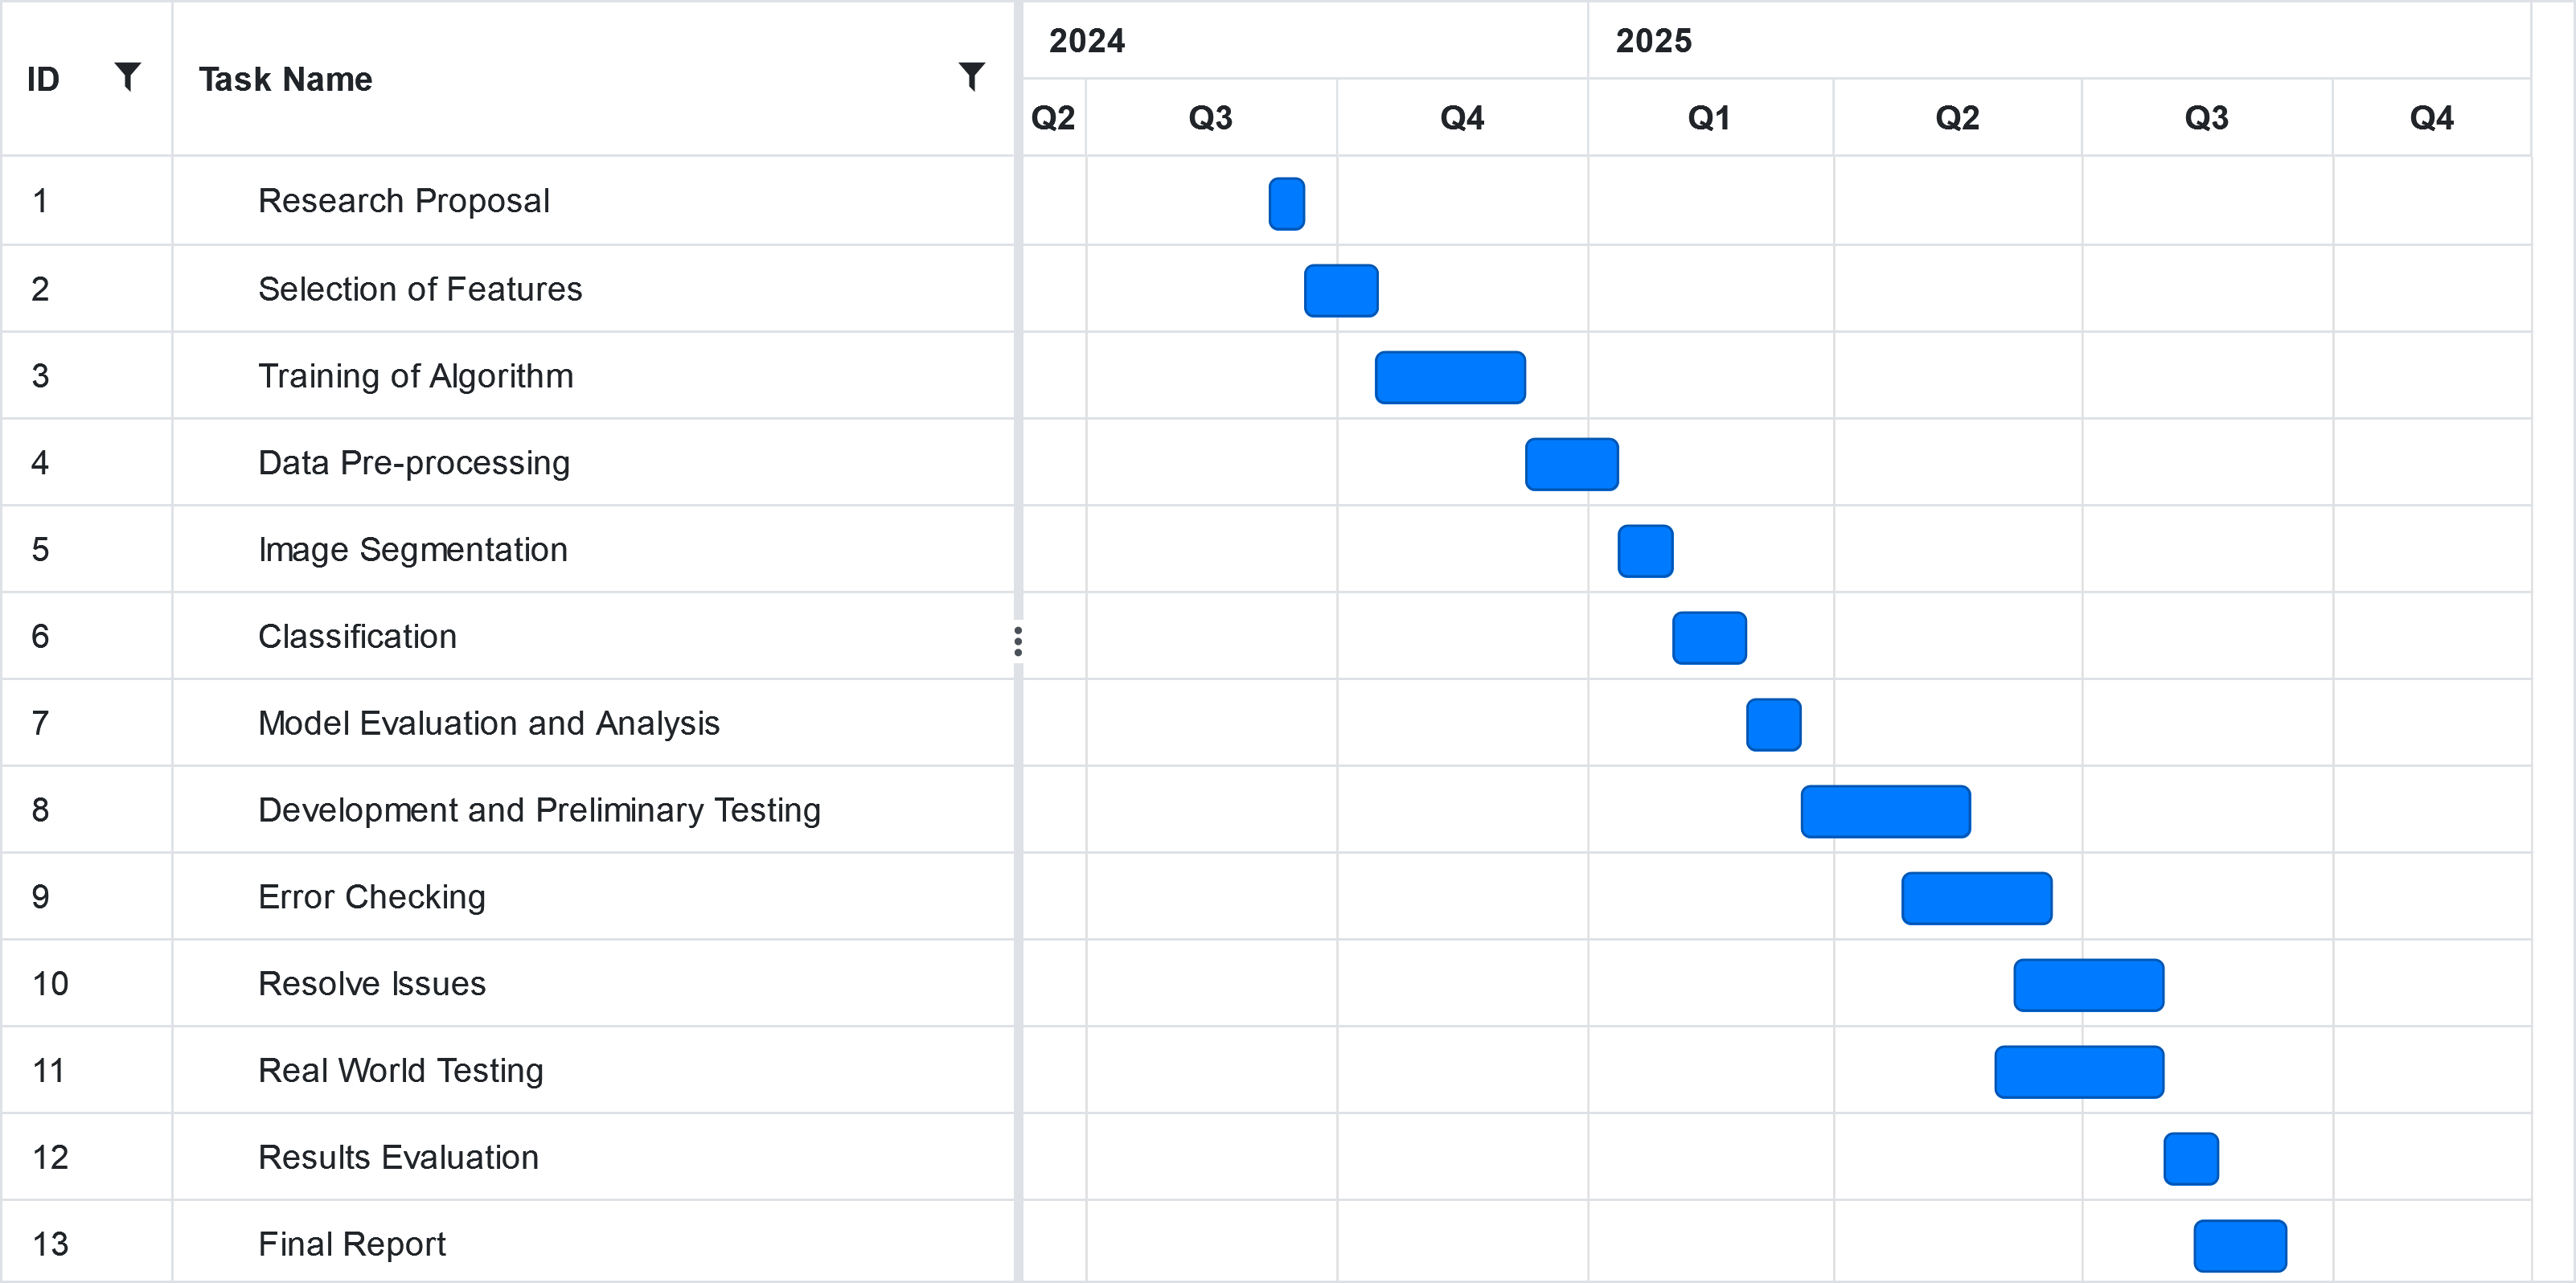 2024 2025
ID Task Name
Q2 Q3 Q4 Q1 Q2 Q3 Q4
1 Research Proposal
2 Selection of Features
3 Training of Algorithm
4 Data Pre-processing
5 Image Segmentation
6 Classification
7 Model Evaluation and Analysis
8 Development and Preliminary Testing
9 Error Checking
10 Resolve Issues
11 Real World Testing
12 Results Evaluation
13 Final Report